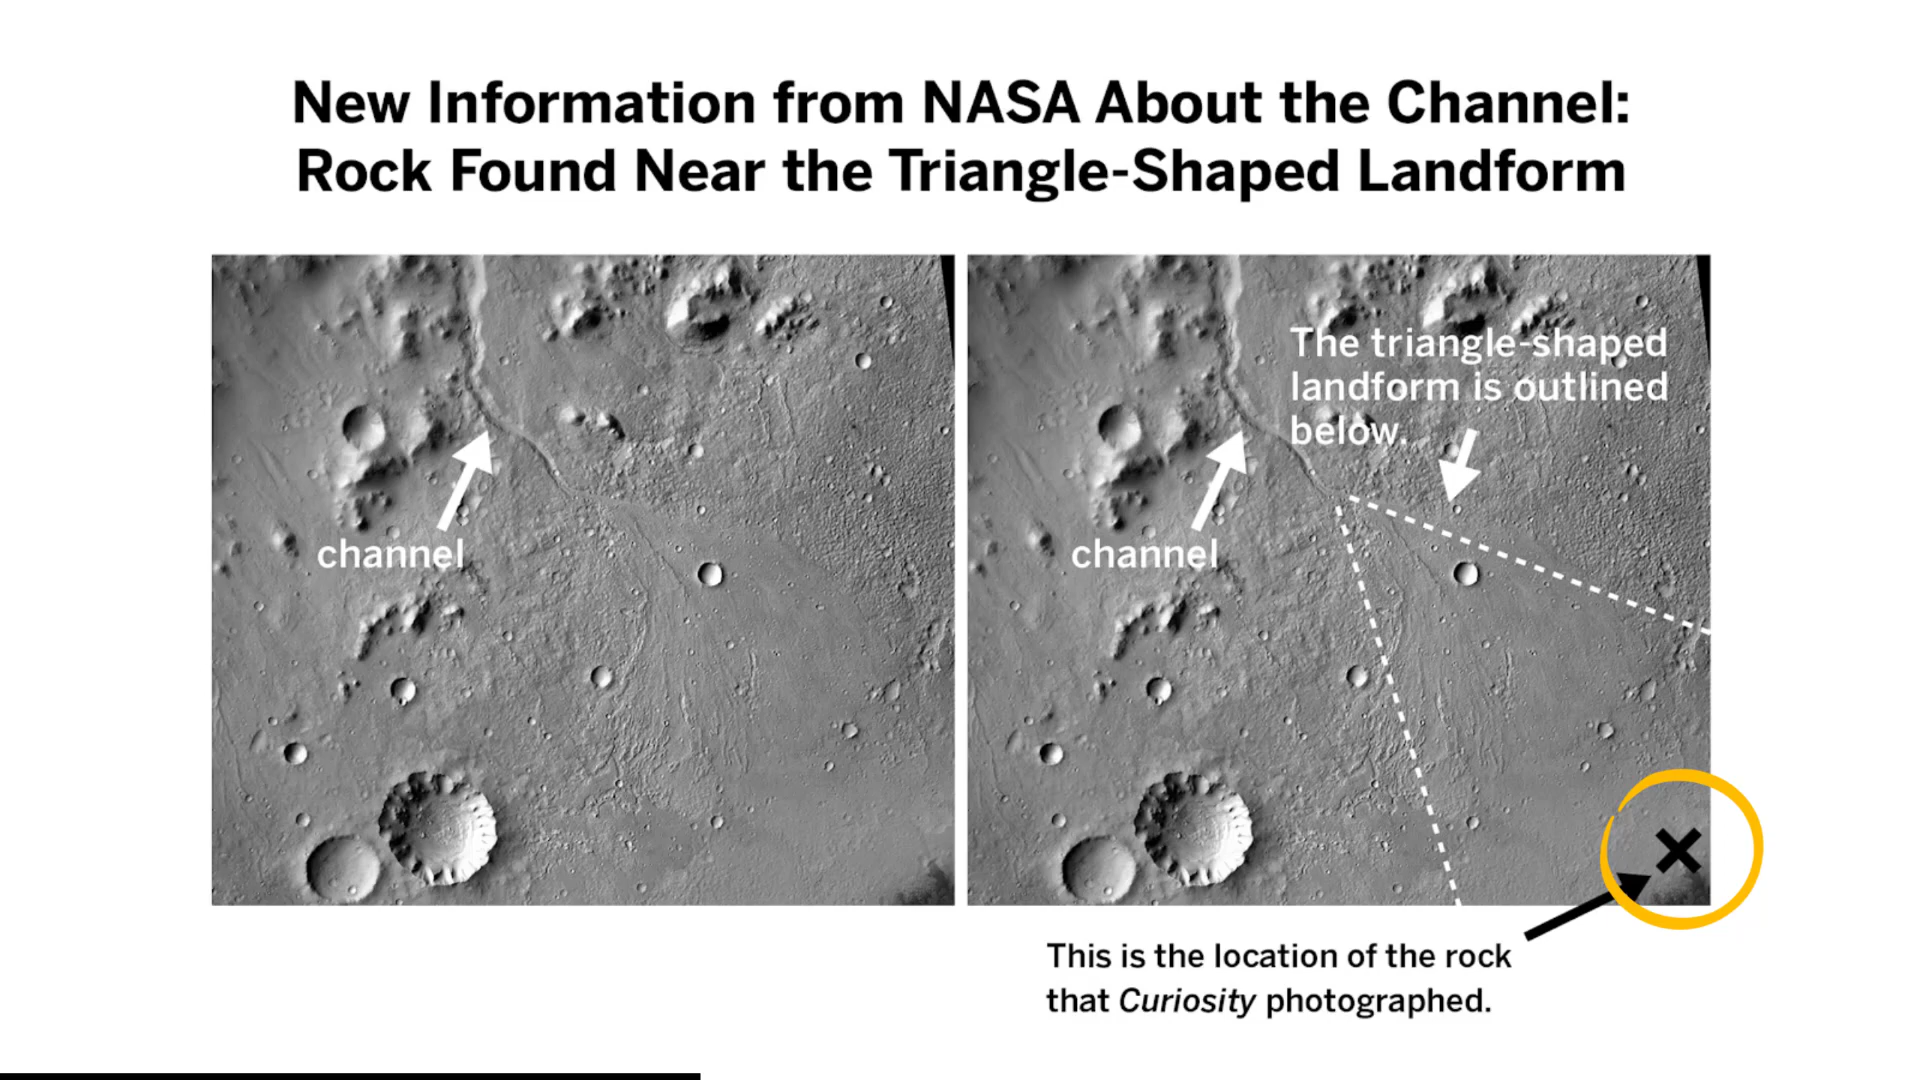 New Information from NASA About the Channel:
Rock Found Near the Triangle-Shaped Landform
channel
The triangle-shaped
landform is outlined
below.
channel
This is the location of the rock
that Curiosity photographed.